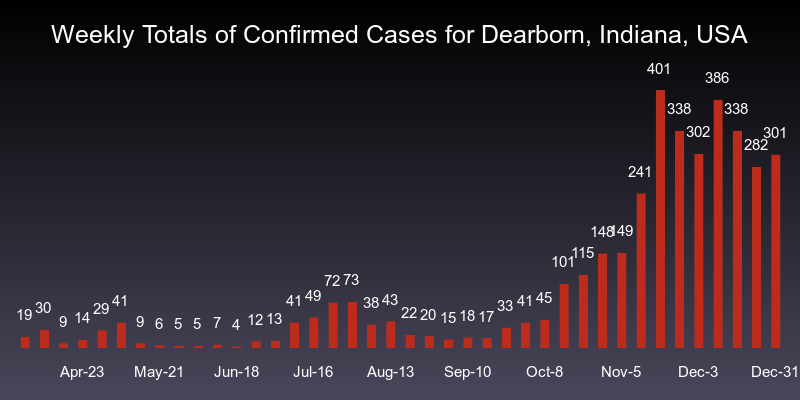 Weekly Totals of Confirmed Cases for Dearborn, Indiana, USA
19 30 9 14 29 41 9 6 5 5 7 4 12 13 41 49 72 73 38 43 22 20 15 18 17 33 41 45 101 115 148 149 241 401 338 302 386 338 282 301
Apr-23 May-21 Jun-18 Jul-16 Aug-13 Sep-10 Oct-8 Nov-5 Dec-3 Dec-31